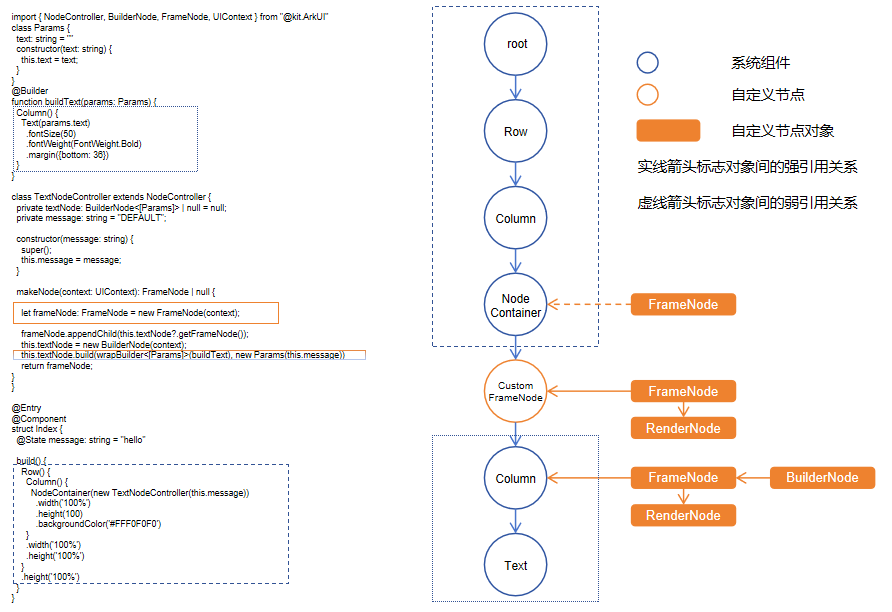 import { NodeController, BuilderNode, FrameNode, UIContext } from "@kit.ArkUI"
class Params {
text: string = ""
constructor(text: string) {
this.text = text;
}
}
@Builder
function buildText(params: Params) {
Column() {
Text(params.text)
.fontSize(50)
.fontWeight(FontWeight.Bold)
.margin({bottom: 36})
}
}
class TextNodeController extends NodeController {
private textNode: BuilderNode<[Params]> | null = null;
private message: string = "DEFAULT";
constructor(message: string) {
super();
this.message = message;
}
makeNode(context: UIContext): FrameNode | null {
let frameNode: FrameNode = new FrameNode(context);
frameNode.appendChild(this.textNode?.getFrameNode());
this.textNode = new BuilderNode(context);
this.textNode.build(wrapBuilder<[Params]>(buildText), new Params(this.message))
return frameNode;
}
}
@Entry
@Component
struct Index {
@State message: string = "hello"
build() {
Row() {
Column() {
NodeContainer(new TextNodeController(this.message))
.width('100%')
.height(100)
.backgroundColor('#FFF0F0F0')
}
.width('100%')
.height('100%')
}
.height('100%')
}
}
root
Row
Column
Node
Container
FrameNode
Custom
FrameNode
FrameNode
RenderNode
Column
FrameNode
BuilderNode
RenderNode
Text
系统组件
自定义节点
自定义节点对象
实线箭头标志对象间的强引用关系
虚线箭头标志对象间的弱引用关系